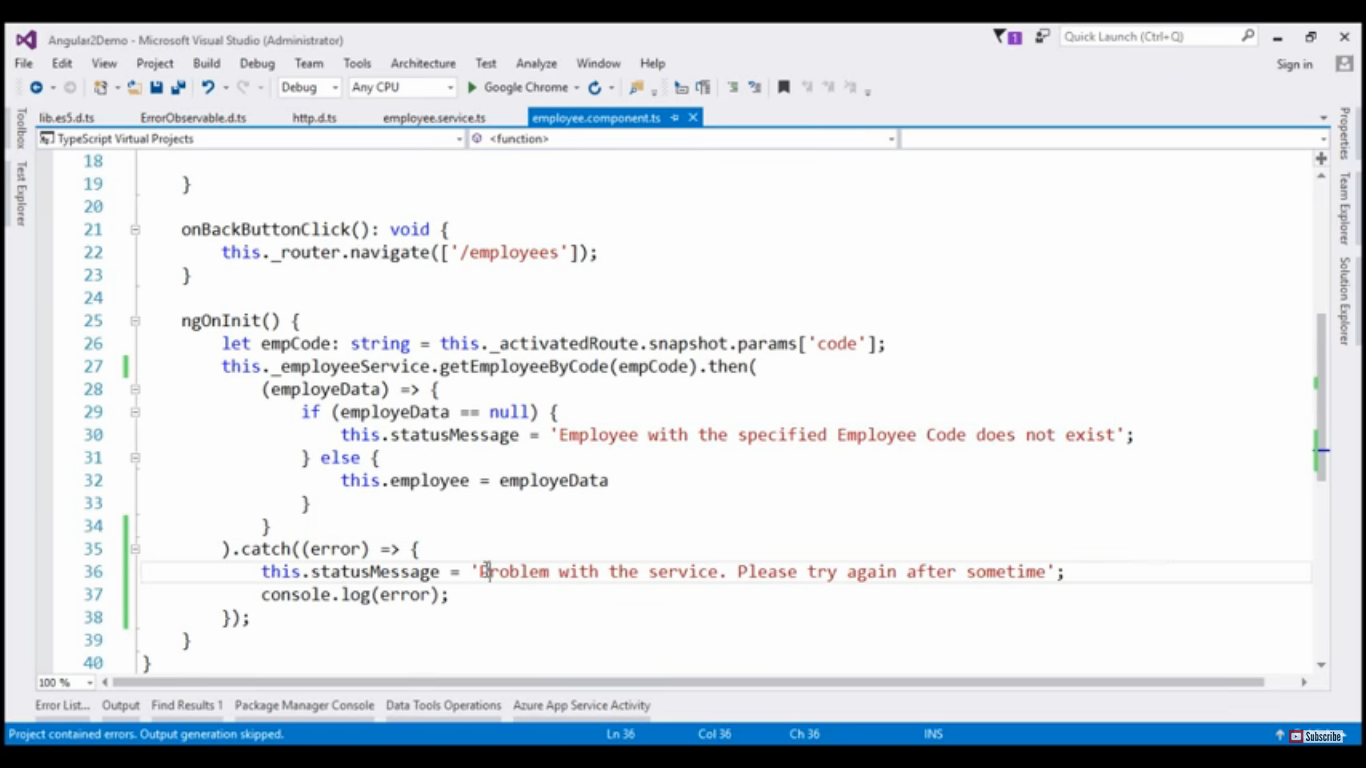 Angular2Demo - Microsoft Visual Studio (Administrator)
1
Quick Launch (Ctrl+Q)
File Edit View Project Build Debug Team Tools Architecture Test Analyze Window Help
Sign in
Debug Any CPU Google Chrome
Toolbox
Test Explorer
lib.es5.d.ts ErrorObservable.d.ts http.d.ts employee.service.ts employee.component.ts
TypeScript Virtual Projects <function>
18
19 }
20
21 onBackButtonClick(): void {
22 this._router.navigate(['/employees']);
23 }
24
25 ngOnInit() {
26 let empCode: string = this._activatedRoute.snapshot.params['code'];
27 this._employeeService.getEmployeeByCode(empCode).then(
28 (employeData) => {
29 if (employeData == null) {
30 this.statusMessage = 'Employee with the specified Employee Code does not exist';
31 } else {
32 this.employee = employeData
33 }
34 }
35 ).catch((error) => {
36 this.statusMessage = 'Problem with the service. Please try again after sometime';
37 console.log(error);
38 });
39 }
40 }
Properties
Team Explorer
Solution Explorer
100 %
Error List... Output Find Results 1 Package Manager Console Data Tools Operations Azure App Service Activity
Project contained errors. Output generation skipped. Ln 36 Col 36 Ch 36 INS
Subscribe